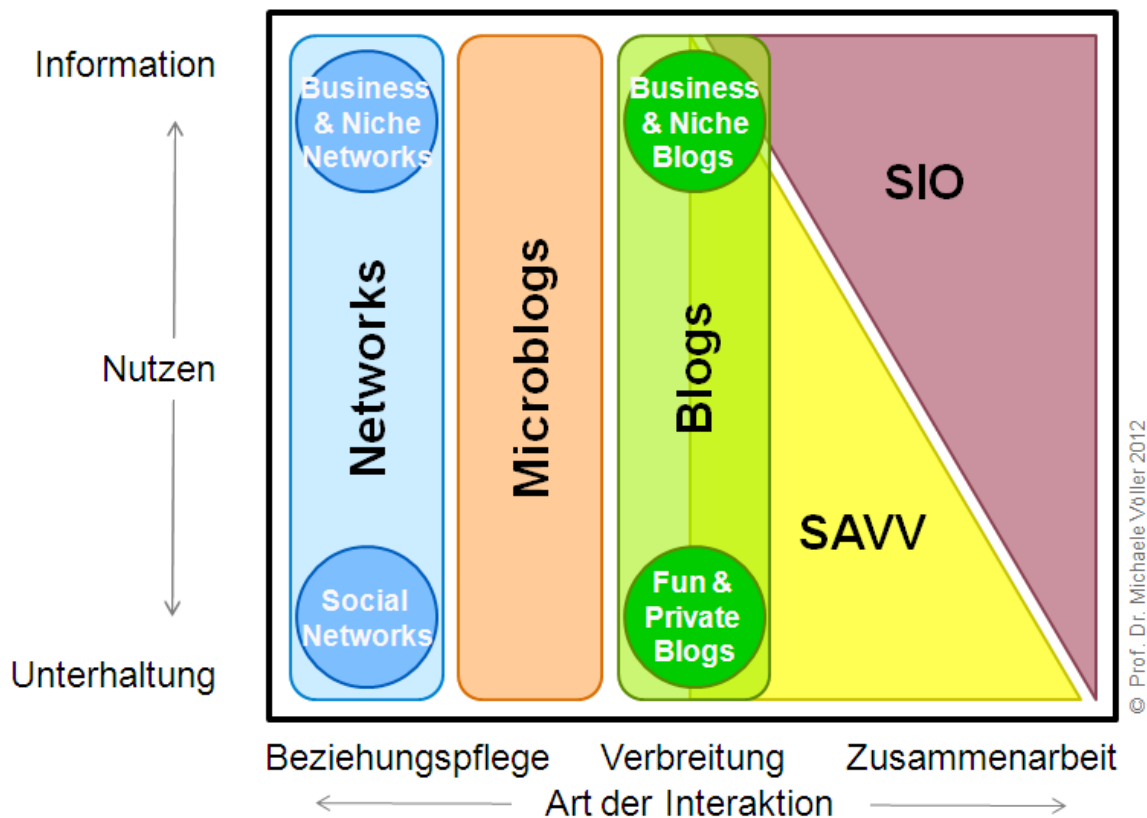 Information
Nutzen
Unterhaltung
Business
& Niche
Networks
Networks
Social
Networks
Microblogs
Business
& Niche
Blogs
Blogs
Fun &
Private
Blogs
SIO
SAVV
Beziehungspflege
Verbreitung
Zusammenarbeit
Art der Interaktion
© Prof. Dr. Michaele Völler 2012